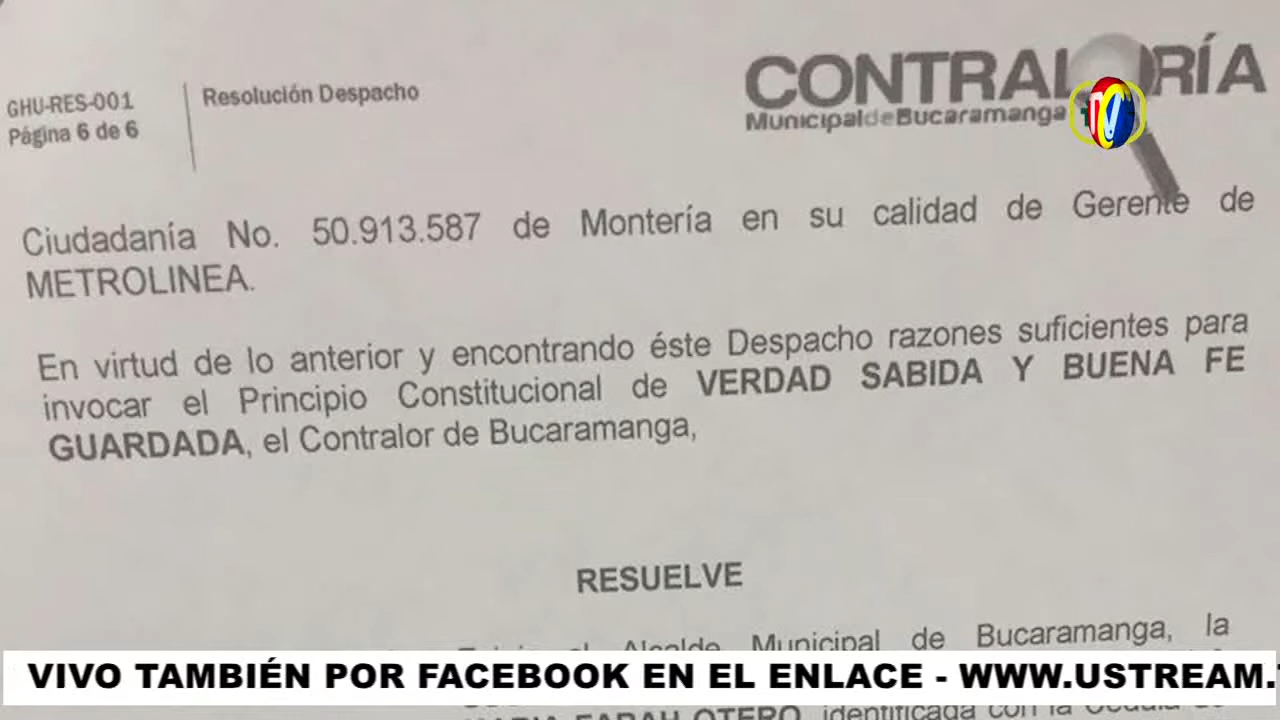 GHU-RES-001
Página 6 de 6
Resolución Despacho
CONTRALORÍA
Municipal de Bucaramanga
Ciudadanía No. 50.913.587 de Montería en su calidad de Gerente de
METROLINEA.
En virtud de lo anterior y encontrando éste Despacho razones suficientes para
invocar el Principio Constitucional de VERDAD SABIDA Y BUENA FE
GUARDADA, el Contralor de Bucaramanga,
RESUELVE
Alcalde Municipal de Bucaramanga, la
VIVO TAMBIÉN POR FACEBOOK EN EL ENLACE - WWW.USTREAM.
FARAH OTERO, identificada con la Cédula de